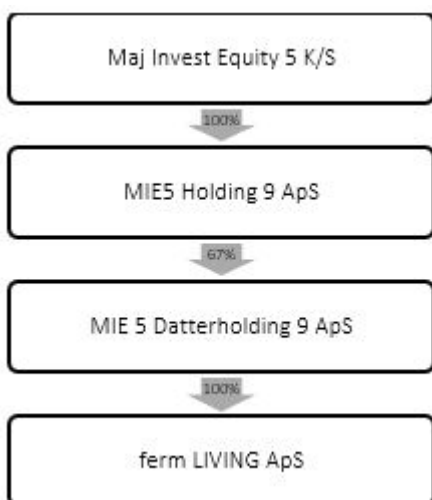 Maj Invest Equity 5 K/S
100%
MIE5 Holding 9 ApS
67%
MIE 5 Datterholding 9 ApS
100%
ferm LIVING ApS